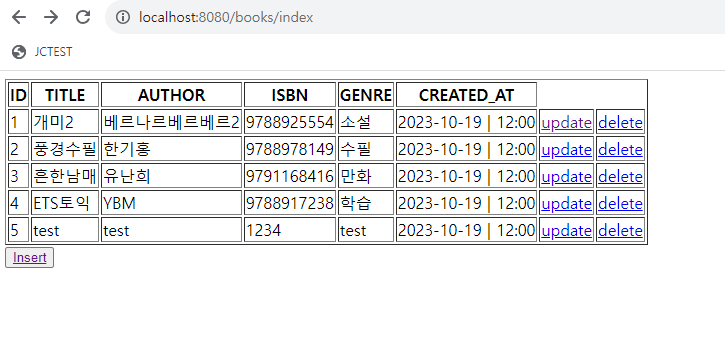 localhost:8080/books/index
JCTEST
ID TITLE AUTHOR ISBN GENRE CREATED_AT
1 개미2 베르나르베르베르2 9788925554 소설 2023-10-19 | 12:00 update delete
2 풍경수필 한기홍 9788978149 수필 2023-10-19 | 12:00 update delete
3 흔한남매 유난희 9791168416 만화 2023-10-19 | 12:00 update delete
4 ETS토익 YBM 9788917238 학습 2023-10-19 | 12:00 update delete
5 test test 1234 test 2023-10-19 | 12:00 update delete
Insert